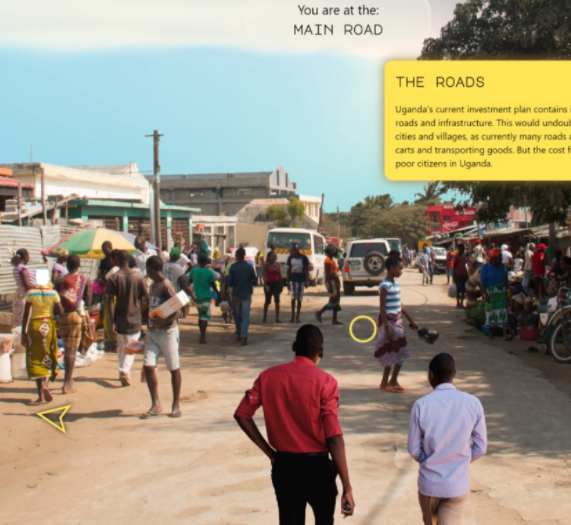 You are at the:
MAIN ROAD
THE ROADS
Uganda's current investment plan contains
roads and infrastructure. This would
cities and villages, as currently many roads
carts and transporting goods. But the cost
poor citizens in Uganda.